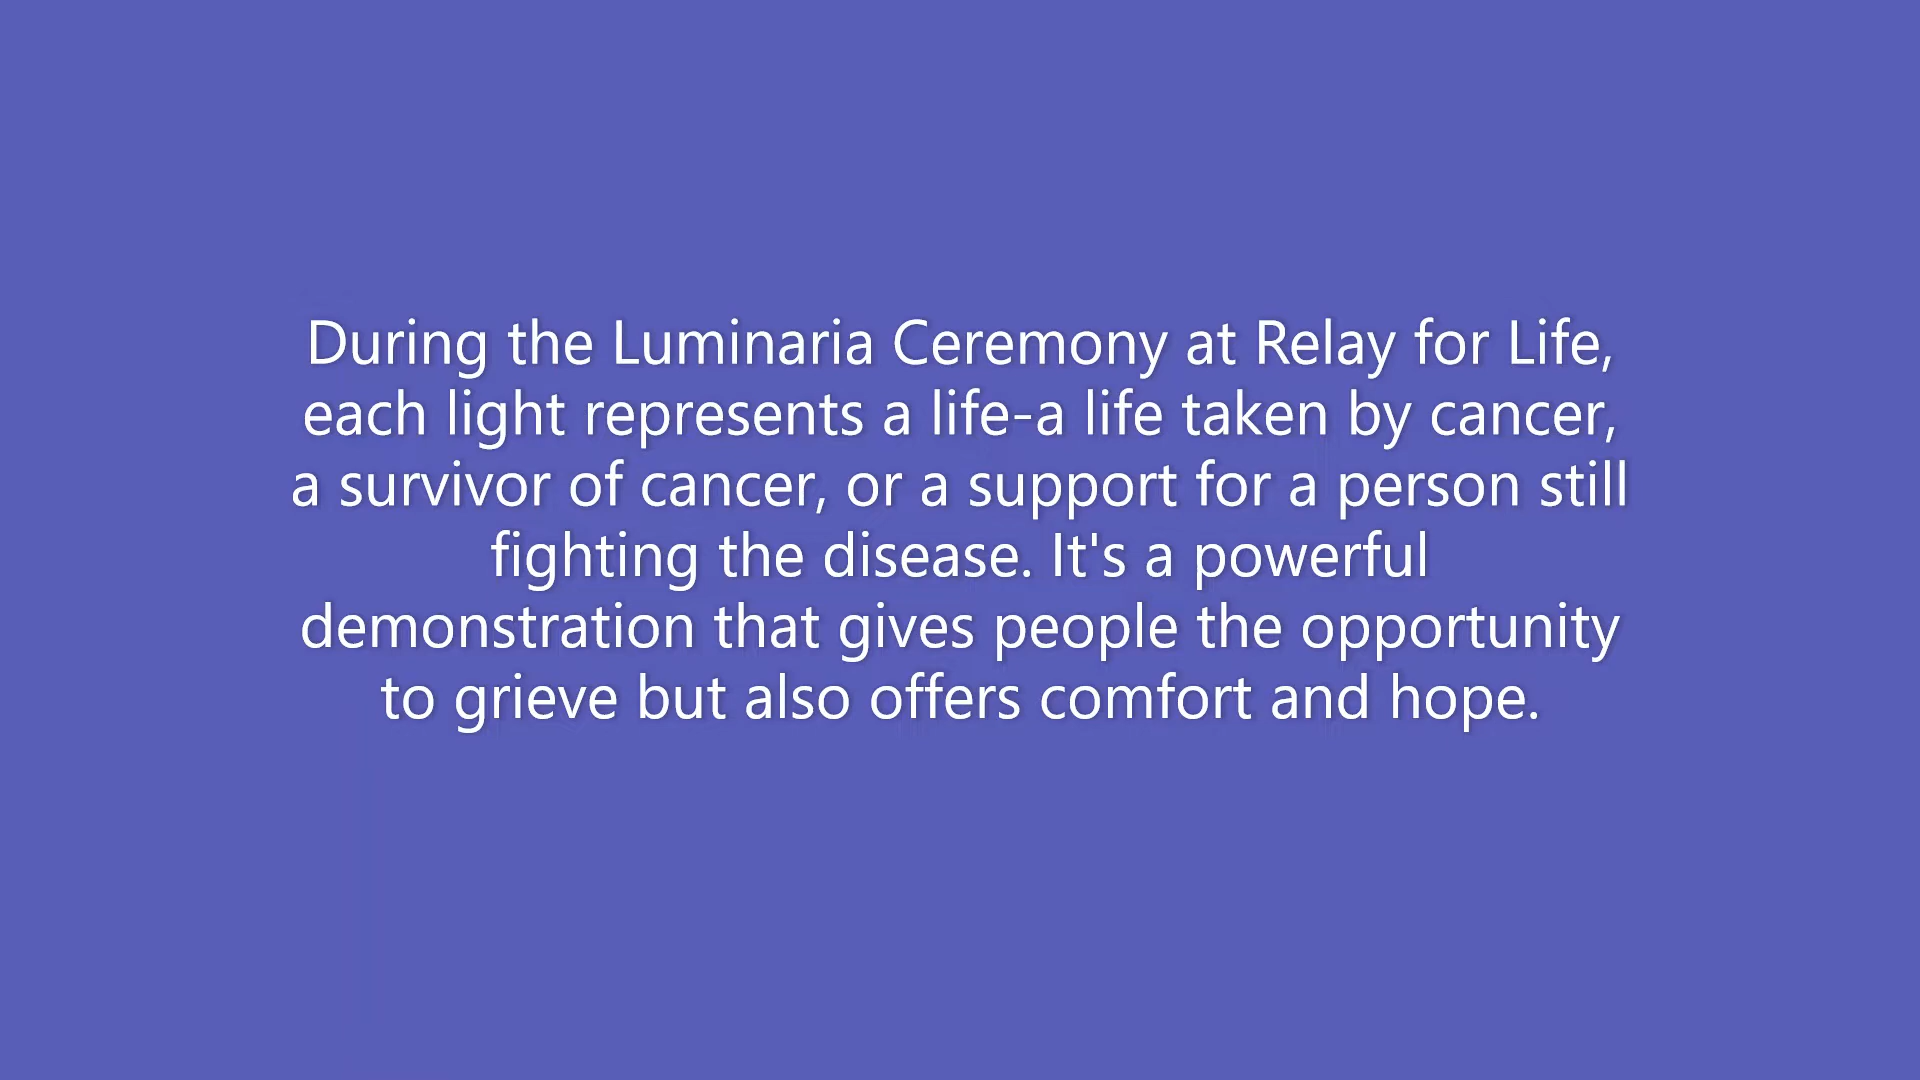 During the Luminaria Ceremony at Relay for Life,
each light represents a life-a life taken by cancer,
a survivor of cancer, or a support for a person still
fighting the disease. It's a powerful
demonstration that gives people the opportunity
to grieve but also offers comfort and hope.